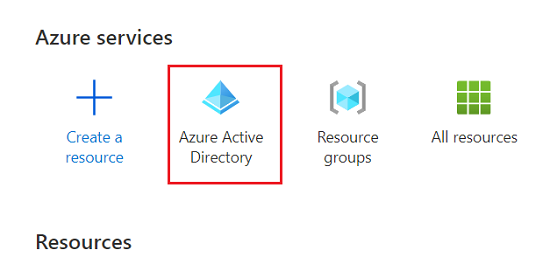 Azure services
Create a
resource
Azure Active
Directory
Resource
groups
All resources
Resources